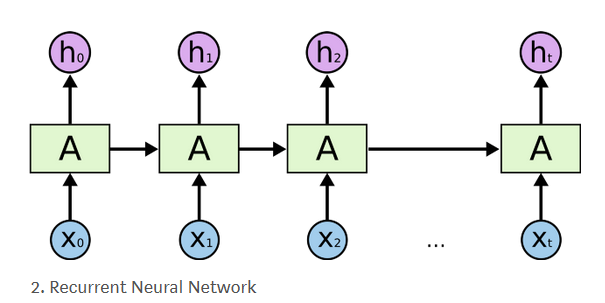 h₀ h₁ h₂ hₜ
A A A A
x₀ x₁ x₂ ... xₜ
2. Recurrent Neural Network